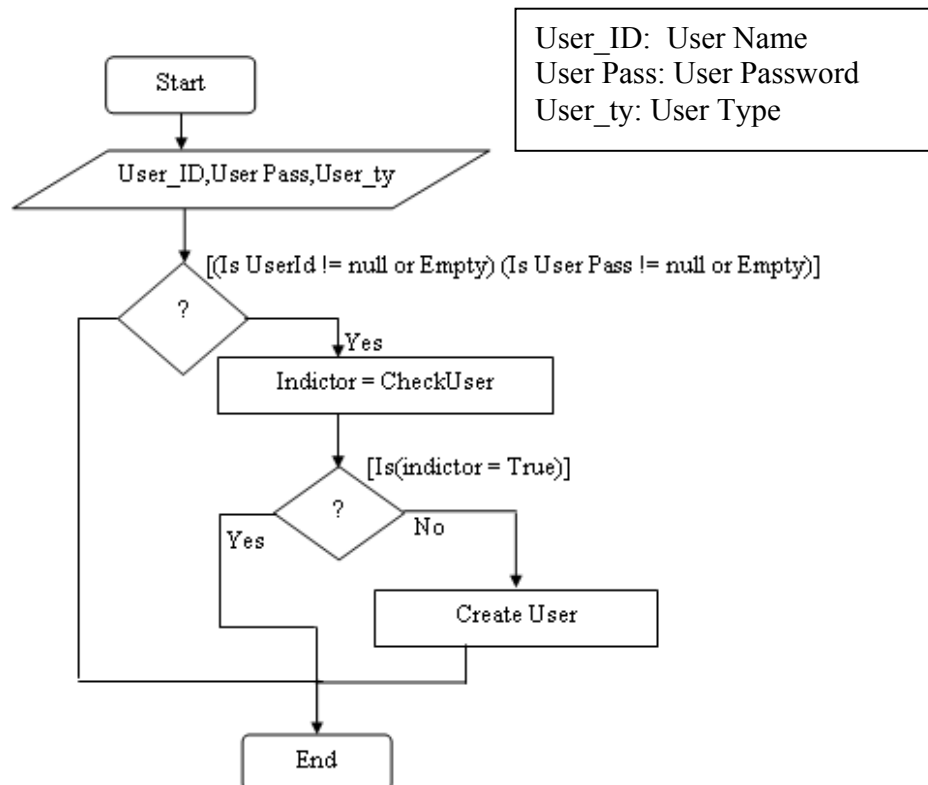 User_ID: User Name
User Pass: User Password
User_ty: User Type
Start
User_ID,User Pass,User_ty
[(Is UserId != null or Empty) (Is User Pass != null or Empty)]
?
Yes
Indictor = CheckUser
[Is(indictor = True)]
?
Yes
No
Create User
End